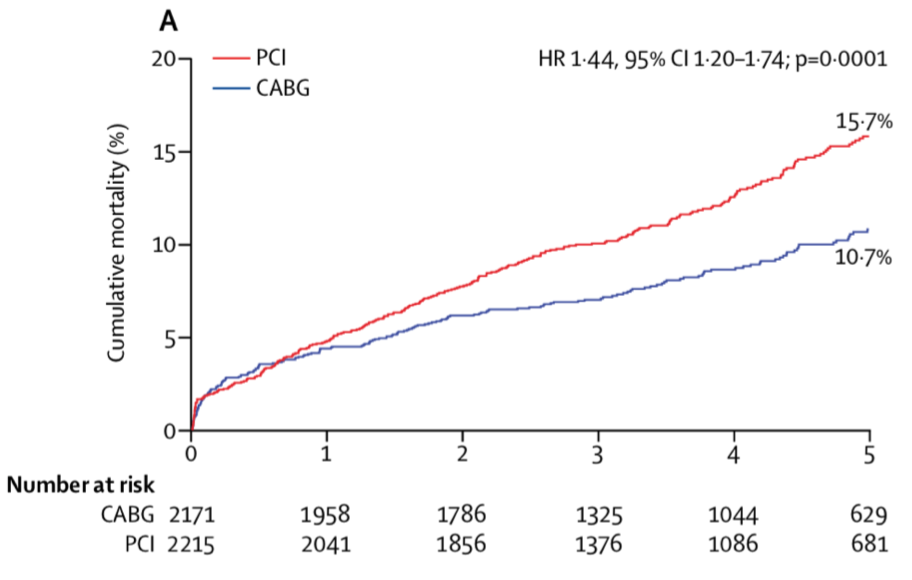 A
20
PCI
HR 1·44, 95% CI 1·20–1·74; p=0·0001
CABG
15·7%
15
Cumulative mortality (%)
10
10·7%
5
0
0 1 2 3 4 5
Number at risk
CABG 2171 1958 1786 1325 1044 629
PCI 2215 2041 1856 1376 1086 681